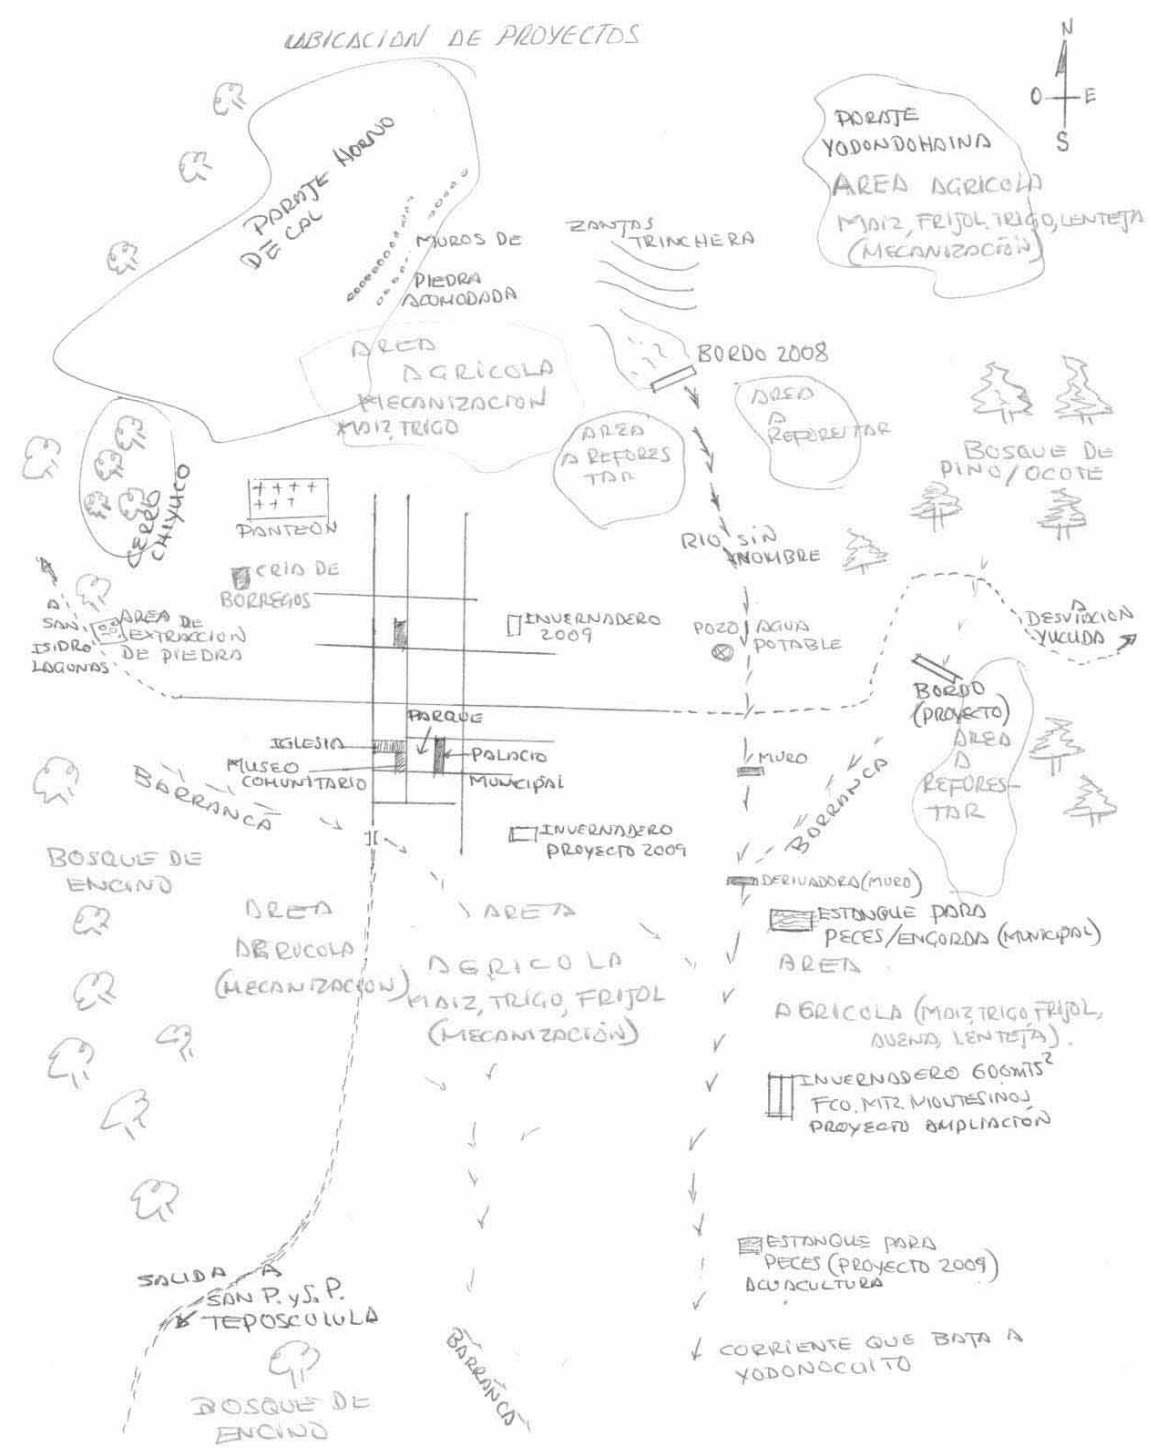 UBICACION DE PROYECTOS
N
O
E
S
PARAJE
YODONDOHAINA
AREA AGRICOLA
MAIZ, FRIJOL, TRIGO, LENTEJA
(MECANIZACIÓN)
PARAJE HORNO
DE CAL
MUROS DE
PIEDRA
ACOMODADA
ZANJAS
TRINCHERA
BORDO 2008
AREA
AGRÍCOLA
MECANIZACION
MAIZ, TRIGO
AREA
A REFORES
TAR
AREA
A
REFORESTAR
BOSQUE DE
PINO/OCOTE
CERRO
CHIYUCO
PANTEON
RIO SIN
NOMBRE
CRIA DE
BORREGOS
A
SAN
ISIDRO
LAGUNAS
AREA DE
EXTRACCION
DE PIEDRA
INVERNADERO
2009
POZO AGUA
POTABLE
A
DESVIACION
YUCUDA
BORDO
(PROYECTO)
AREA
A
REFORES-
TAR
PARQUE
IGLESIA
MUSEO
COMUNITARIO
PALACIO
MUNICIPAL
MURO
BARRANCA
BARRANCA
INVERNADERO
PROYECTO 2009
BOSQUE DE
ENCINO
DERIVADORA (MURO)
ESTANQUE PARA
PECES/ENGORDA (MUNICIPAL)
AREA
AGRUCOLA
(MECANIZACION)
AREA
AGRICOLA
MAIZ, TRIGO, FRIJOL
(MECANIZACIÓN)
AREA
AGRICOLA (MAIZ, TRIGO, FRIJOL,
AVENA, LENTEJA).
INVERNADERO 600mts²
FCO. MTZ. MONTESINOS
PROYECTO AMPLIACIÓN
ESTANQUE PARA
PECES (PROYECTO 2009)
ACUACULTURA
SALIDA A
SAN P. y S. P.
TEPOSCOLULA
BARRANCA
CORRIENTE QUE BAJA A
YODONOCUITO
BOSQUE DE
ENCINO